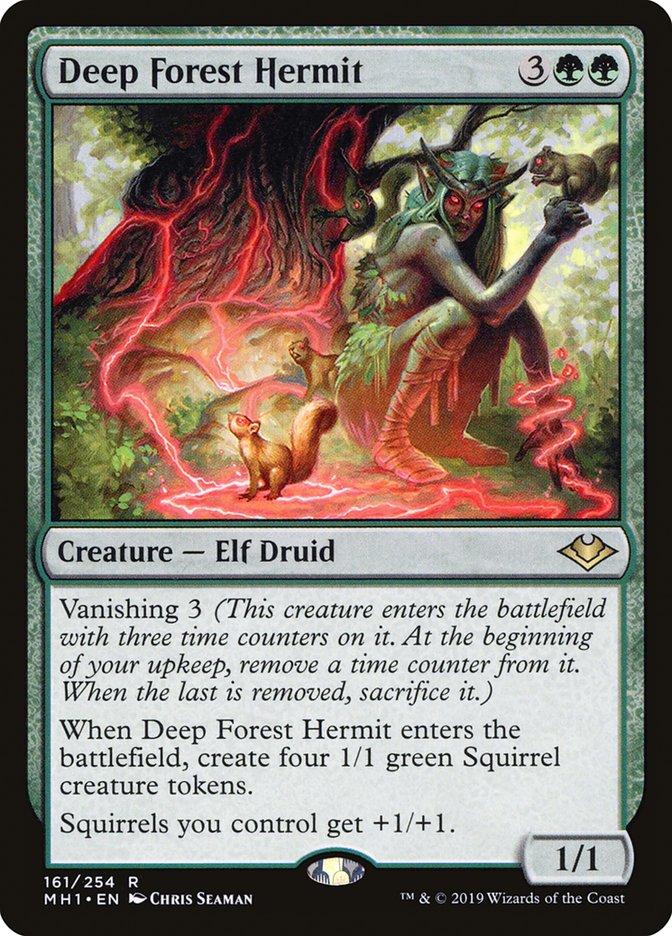 Deep Forest Hermit 3
Creature — Elf Druid
Vanishing 3 (This creature enters the battlefield
with three time counters on it. At the beginning
of your upkeep, remove a time counter from it.
When the last is removed, sacrifice it.)
When Deep Forest Hermit enters the
battlefield, create four 1/1 green Squirrel
creature tokens.
Squirrels you control get +1/+1.
1/1
161/254 R
MH1 • EN Chris Seaman
™ & © 2019 Wizards of the Coast